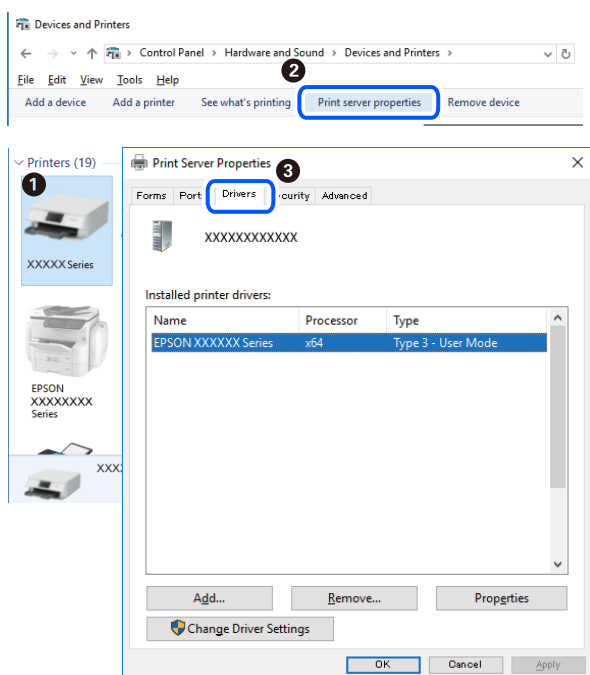 Devices and Printers
Control Panel > Hardware and Sound > Devices and Printers >
2
File Edit View Tools Help
Add a device Add a printer See what's printing Print server properties Remove device
Printers (19)
1
XXXXX Series
EPSON
XXXXXXXX
Series
XXX
Print Server Properties
3
Forms Port Drivers curity Advanced
XXXXXXXXXXXX
Installed printer drivers:
Name Processor Type
EPSON XXXXXX Series x64 Type 3 - User Mode
Add... Remove... Properties
Change Driver Settings
OK Cancel Apply